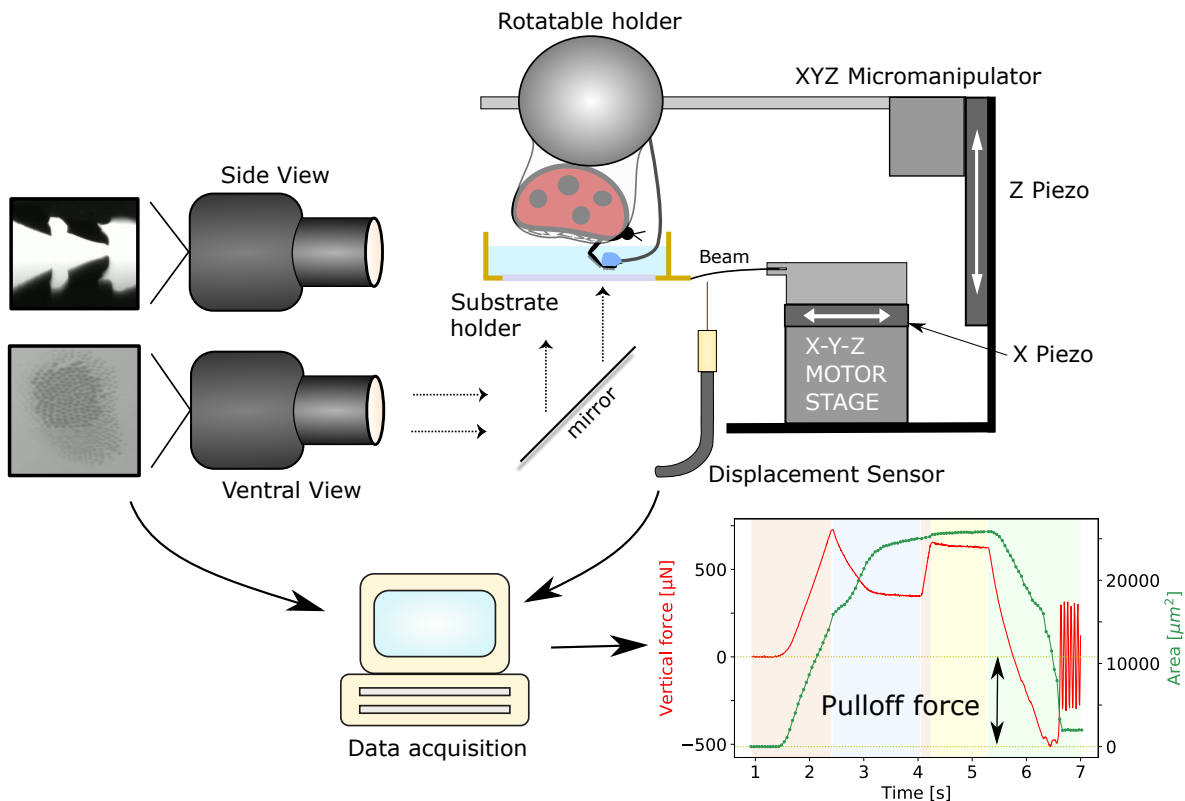 Rotatable holder
XYZ Micromanipulator
Side View
Z Piezo
Beam
Substrate
holder
X Piezo
X-Y-Z
MOTOR
STAGE
mirror
Ventral View
Displacement Sensor
Data acquisition
Vertical force [µN]
500
0
−500
Pulloff force
20000
10000
0
Area [µm²]
1
2
3
4
5
6
7
Time [s]